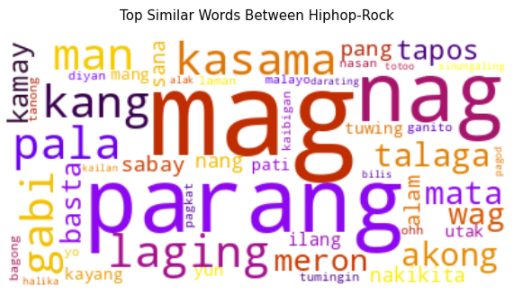 Top Similar Words Between Hiphop-Rock
kamay
man
sana
kasama
pang
tapos
diyan
mang
nasan
totoo
sinungaling
tanong
kang
alak
laman
malayo
darating
mag
nag
kaibigan
tuwing
ganito
pala
talaga
gabi
basta
kailan
sabay
nang
pati
pagod
parang
bilis
pagkat
alam
mata
wag
ohh
utak
laging
ilang
meron
akong
bagong
yo
halika
kayang
yun
tumingin
nakikita